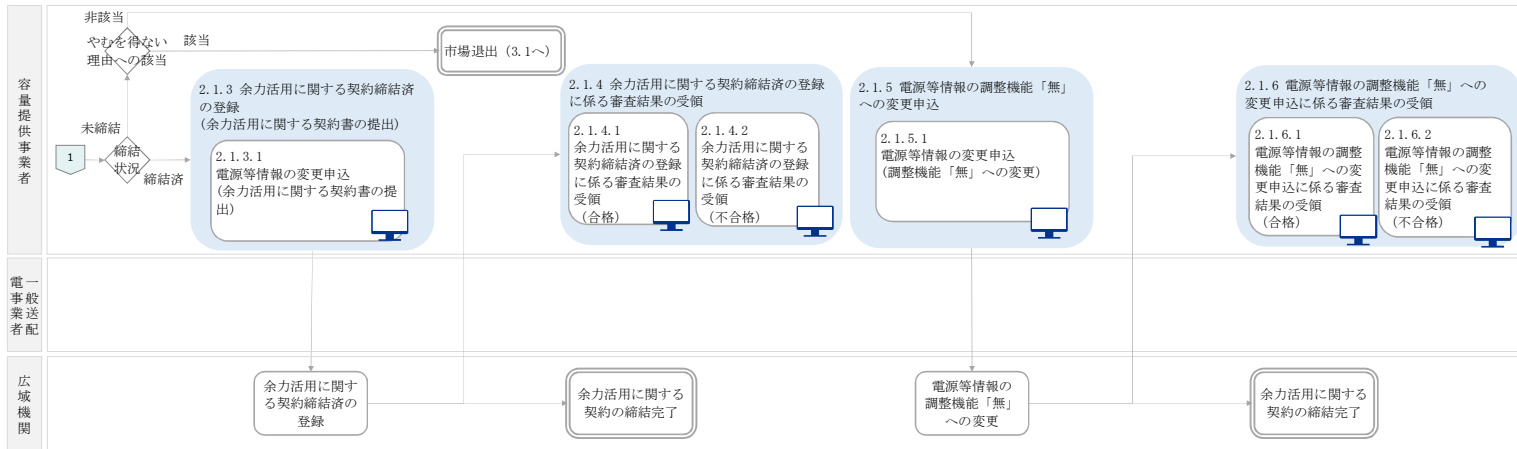 容量提供事業者
非該当
やむを得ない
理由への該当
該当
市場退出（3.1へ）
未締結
1
締結
状況
締結済
2.1.3 余力活用に関する契約締結済
の登録
(余力活用に関する契約書の提出)
2.1.3.1
電源等情報の変更申込
(余力活用に関する契約書の提
出)
2.1.4 余力活用に関する契約締結済の登録
に係る審査結果の受領
2.1.4.1
余力活用に関する
契約締結済の登録
に係る審査結果の
受領
（合格）
2.1.4.2
余力活用に関する
契約締結済の登録
に係る審査結果の
受領
（不合格）
2.1.5 電源等情報の調整機能「無」
への変更申込
2.1.5.1
電源等情報の変更申込
(調整機能「無」への変更)
2.1.6 電源等情報の調整機能「無」への
変更申込に係る審査結果の受領
2.1.6.1
電源等情報の調整
機能「無」への変
更申込に係る審査
結果の受領
（合格）
2.1.6.2
電源等情報の調整
機能「無」への変
更申込に係る審査
結果の受領
（不合格）
一般送配
電事業者
広域機関
余力活用に関す
る契約締結済の
登録
余力活用に関する
契約の締結完了
電源等情報の
調整機能「無」
への変更
余力活用に関する
契約の締結完了